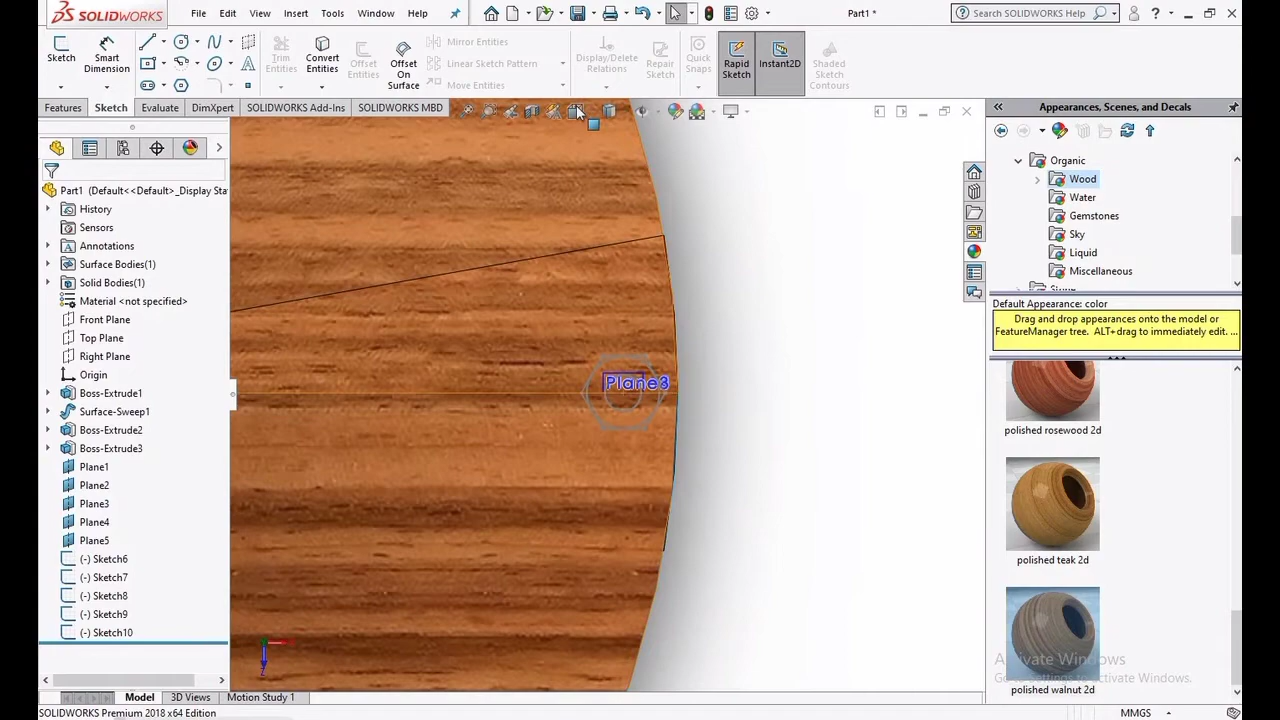 SOLIDWORKS
File
Edit
View
Insert
Tools
Window
Help
Part1 *
Search SOLIDWORKS Help
Sketch
Smart
Dimension
Trim
Entities
Convert
Entities
Offset
Entities
Offset
On
Surface
Mirror Entities
Linear Sketch Pattern
Move Entities
Display/Delete
Relations
Repair
Sketch
Quick
Snaps
Rapid
Sketch
Instant2D
Shaded
Sketch
Contours
Features
Sketch
Evaluate
DimXpert
SOLIDWORKS Add-Ins
SOLIDWORKS MBD
Appearances, Scenes, and Decals
Part1 (Default<<Default>_Display Sta
History
Sensors
Annotations
Surface Bodies(1)
Solid Bodies(1)
Material <not specified>
Front Plane
Top Plane
Right Plane
Origin
Boss-Extrude1
Surface-Sweep1
Boss-Extrude2
Boss-Extrude3
Plane1
Plane2
Plane3
Plane4
Plane5
(-) Sketch6
(-) Sketch7
(-) Sketch8
(-) Sketch9
(-) Sketch10
Plane3
Organic
Wood
Water
Gemstones
Sky
Liquid
Miscellaneous
Default Appearance: color
Drag and drop appearances onto the model or
FeatureManager tree. ALT+drag to immediately edit. ...
polished rosewood 2d
polished teak 2d
Activate Windows
Go to Settings to activate Windows.
polished walnut 2d
Model
3D Views
Motion Study 1
SOLIDWORKS Premium 2018 x64 Edition
MMGS